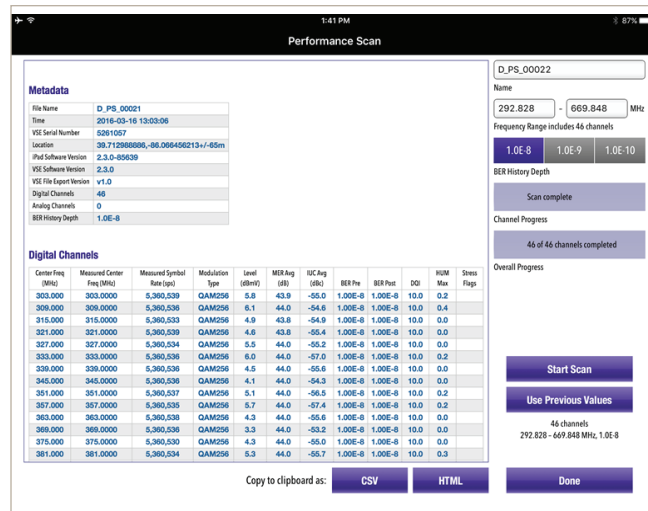 1:41 PM
87%
Performance Scan
Metadata
File Name D_PS_00021
Time 2016-03-16 13:03:06
VSE Serial Number 5261057
Location 39.712988886,-86.066456213+/-65m
iPod Software Version 2.3.0-85639
VSE Software Version 2.3.0
VSE File Export Version v1.0
Digital Channels 46
Analog Channels 0
BER History Depth 1.0E-8
Digital Channels
Center Freq (MHz) Measured Center Freq (MHz) Measured Symbol Rate (sps) Modulation Type Level (dBmV) MER Avg (dB) IUC Avg (dBc) BER Pre BER Post DQI HUM Max Stress Flags
303.000 303.0000 5,360,539 QAM256 5.8 43.9 -55.0 1.00E-8 1.00E-8 10.0 0.2
309.000 309.0000 5,360,536 QAM256 6.1 44.0 -54.6 1.00E-8 1.00E-8 10.0 0.4
315.000 315.0000 5,360,533 QAM256 4.9 43.8 -54.9 1.00E-8 1.00E-8 10.0 0.0
321.000 321.0000 5,360,539 QAM256 4.6 43.8 -55.4 1.00E-8 1.00E-8 10.0 0.0
327.000 327.0000 5,360,534 QAM256 5.5 44.0 -55.2 1.00E-8 1.00E-8 10.0 0.0
333.000 333.0000 5,360,536 QAM256 6.0 44.0 -57.0 1.00E-8 1.00E-8 10.0 0.2
339.000 339.0000 5,360,536 QAM256 4.5 44.0 -55.6 1.00E-8 1.00E-8 10.0 0.0
345.000 345.0000 5,360,536 QAM256 4.1 44.0 -54.3 1.00E-8 1.00E-8 10.0 0.0
351.000 351.0000 5,360,537 QAM256 5.1 44.0 -56.5 1.00E-8 1.00E-8 10.0 0.2
357.000 357.0000 5,360,535 QAM256 5.7 44.0 -57.4 1.00E-8 1.00E-8 10.0 0.2
363.000 363.0000 5,360,538 QAM256 4.3 44.0 -55.6 1.00E-8 1.00E-8 10.0 0.0
369.000 369.0000 5,360,536 QAM256 3.3 44.0 -53.2 1.00E-8 1.00E-8 10.0 0.0
375.000 375.0000 5,360,530 QAM256 4.3 44.0 -55.0 1.00E-8 1.00E-8 10.0 0.0
381.000 381.0000 5,360,534 QAM256 5.3 44.0 -55.7 1.00E-8 1.00E-8 10.0 0.3
Copy to clipboard as: CSV HTML
D_PS_00022
Name
292.828 - 669.848 MHz
Frequency Range includes 46 channels
1.0E-8 1.0E-9 1.0E-10
BER History Depth
Scan complete
Channel Progress
46 of 46 channels completed
Overall Progress
Start Scan
Use Previous Values
46 channels
292.828 - 669.848 MHz, 1.0E-8
Done